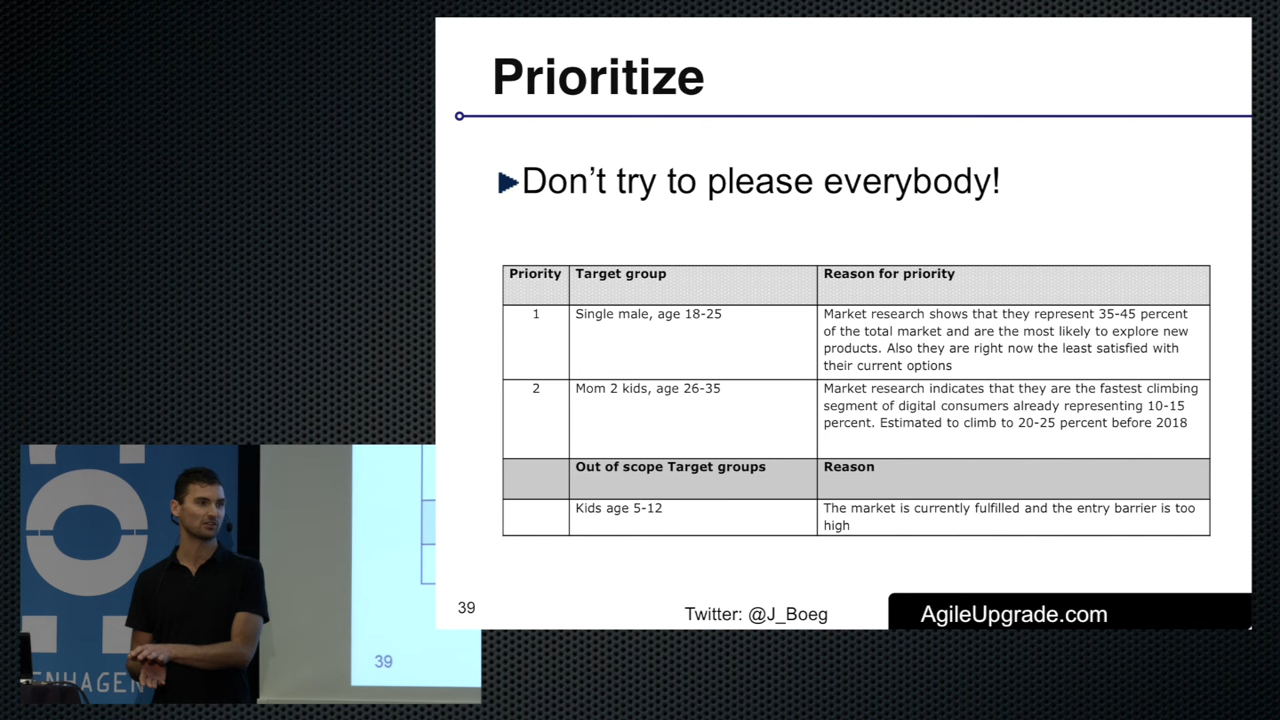 Prioritize
Don't try to please everybody!
Priority Target group Reason for priority
1 Single male, age 18-25 Market research shows that they represent 35-45 percent
of the total market and are the most likely to explore new
products. Also they are right now the least satisfied with
their current options
2 Mom 2 kids, age 26-35 Market research indicates that they are the fastest climbing
segment of digital consumers already representing 10-15
percent. Estimated to climb to 20-25 percent before 2018
Out of scope Target groups Reason
Kids age 5-12 The market is currently fulfilled and the entry barrier is too
high
39 Twitter: @J_Boeg AgileUpgrade.com
39
ENHAGEN